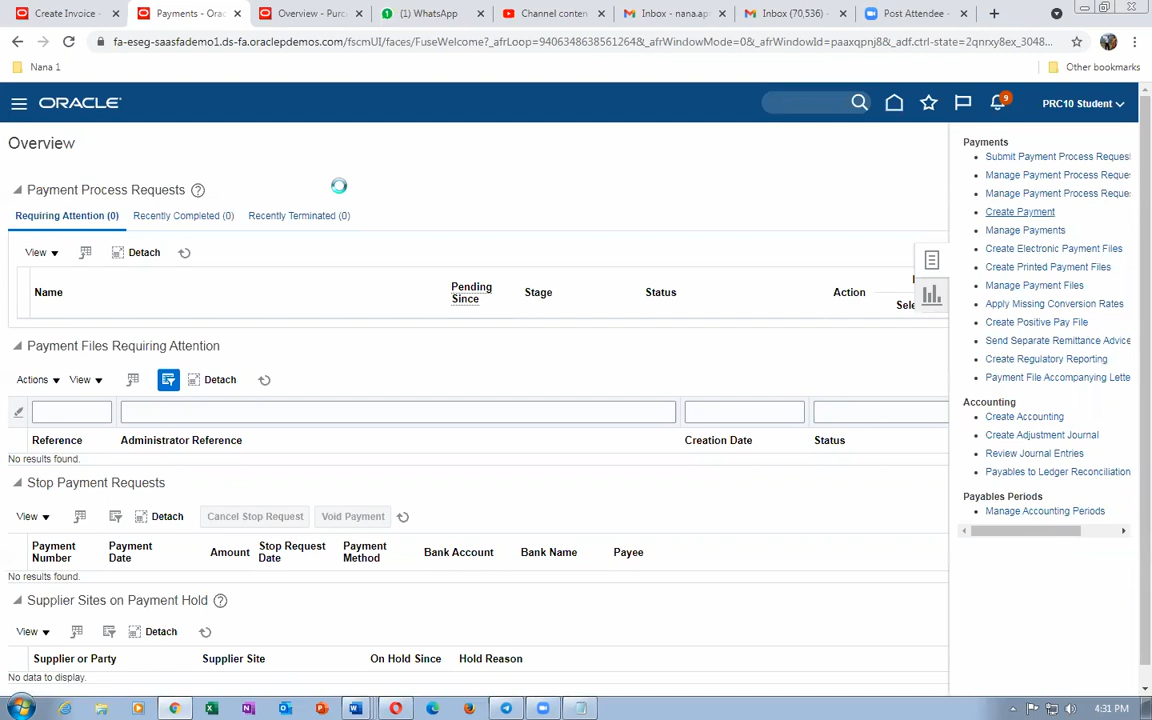 Create Invoice - Payments - Orac Overview - Purc (1) WhatsApp Channel conten Inbox - nana.ap Inbox (70,536) - Post Attendee -
fa-eseg-saasfademo1.ds-fa.oraclepdemos.com/fscmUI/faces/FuseWelcome?_afrLoop=94063486385612648&_afrWindowMode=0&_afrWindowId=paaxqpnj8&_adf.ctrl-state=2qnrxy8ex_3048...
Nana 1 Other bookmarks
ORACLE 9 PRC10 Student
Overview
Payment Process Requests
Requiring Attention (0) Recently Completed (0) Recently Terminated (0)
View Detach
Name Pending Since Stage Status Action
Sele
Payment Files Requiring Attention
Actions View Detach
Reference Administrator Reference Creation Date Status
No results found.
Stop Payment Requests
View Detach Cancel Stop Request Void Payment
Payment Number Payment Date Amount Stop Request Date Payment Method Bank Account Bank Name Payee
No results found.
Supplier Sites on Payment Hold
View Detach
Supplier or Party Supplier Site On Hold Since Hold Reason
No data to display.
Payments
Submit Payment Process Request
Manage Payment Process Reque
Manage Payment Process Reque
Create Payment
Manage Payments
Create Electronic Payment Files
Create Printed Payment Files
Manage Payment Files
Apply Missing Conversion Rates
Create Positive Pay File
Send Separate Remittance Advice
Create Regulatory Reporting
Payment File Accompanying Lette
Accounting
Create Accounting
Create Adjustment Journal
Review Journal Entries
Payables to Ledger Reconciliation
Payables Periods
Manage Accounting Periods
4:31 PM